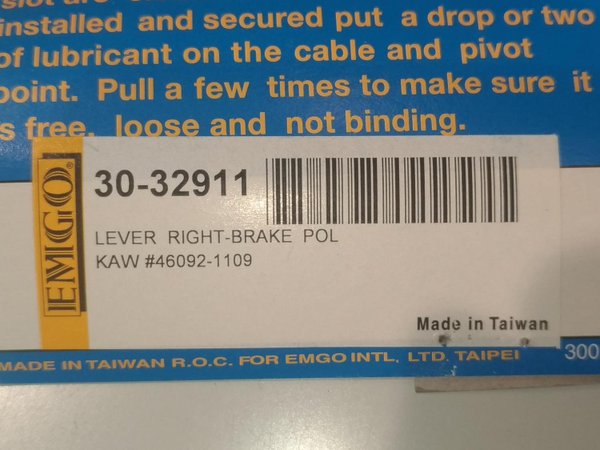 installed and secured put a drop or two
of lubricant on the cable and pivot
point. Pull a few times to make sure it
s free, loose and not binding.
EMGO®
30-32911
LEVER RIGHT-BRAKE POL
KAW #46092-1109
Made in Taiwan
MADE IN TAIWAN R.O.C. FOR EMGO INTL, LTD. TAIPEI
300